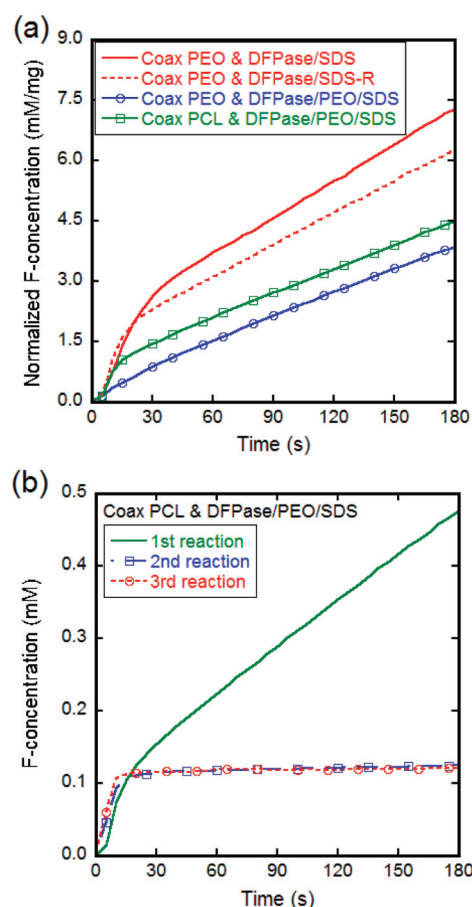 (a)
9.0
7.5
6.0
4.5
3.0
1.5
0.0
Normalized F-concentration (mM/mg)
Coax PEO & DFPase/SDS
Coax PEO & DFPase/SDS-R
Coax PEO & DFPase/PEO/SDS
Coax PCL & DFPase/PEO/SDS
0 30 60 90 120 150 180
Time (s)
(b)
0.5
0.4
0.3
0.2
0.1
0.0
F-concentration (mM)
Coax PCL & DFPase/PEO/SDS
1st reaction
2nd reaction
3rd reaction
0 30 60 90 120 150 180
Time (s)